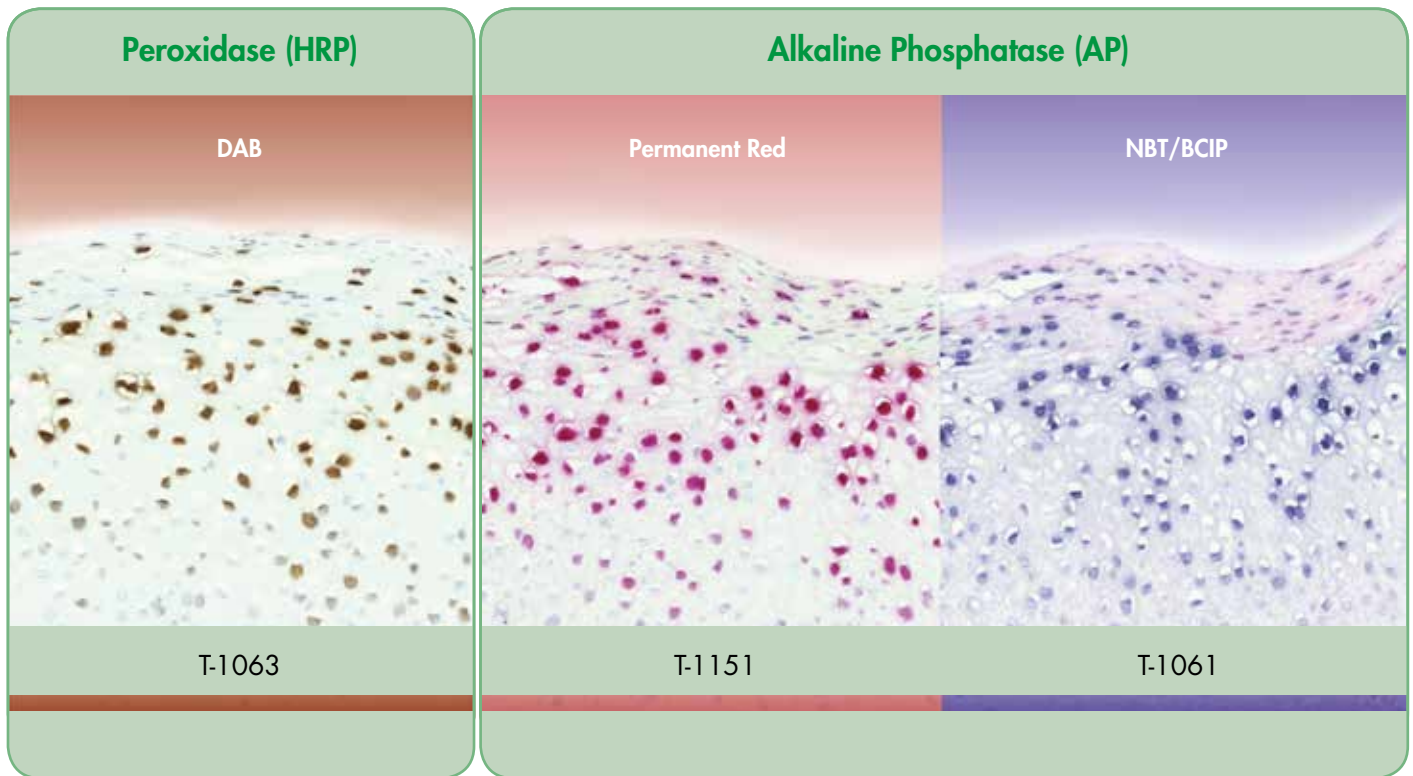 Peroxidase (HRP)
DAB
T-1063
Alkaline Phosphatase (AP)
Permanent Red
T-1151
NBT/BCIP
T-1061